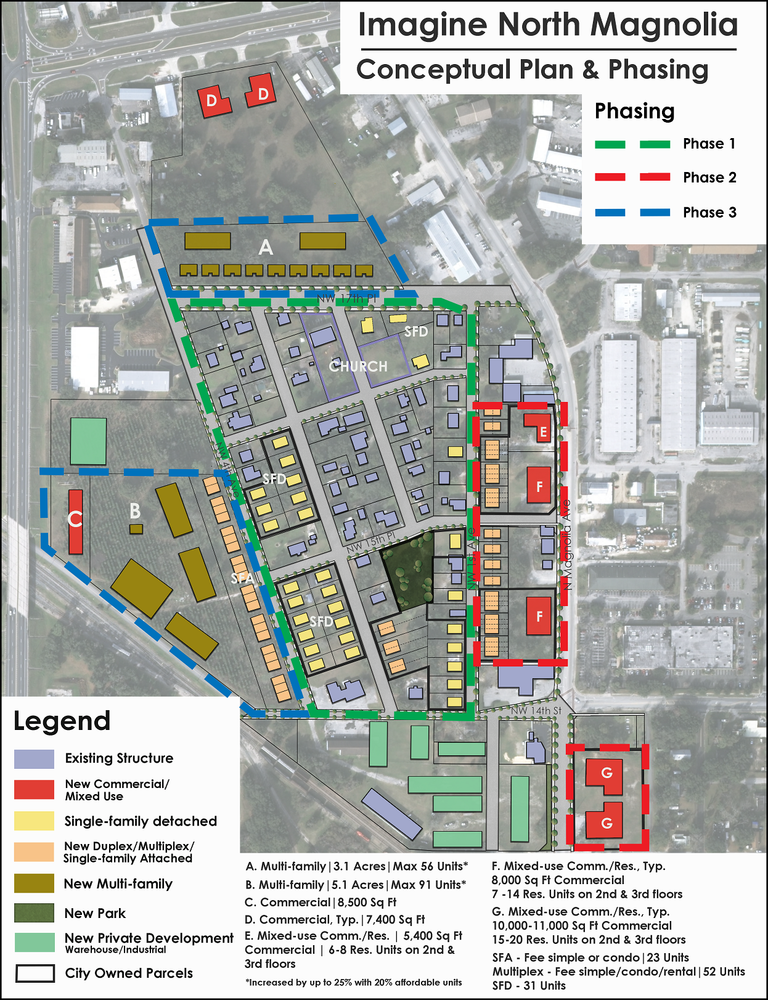 Imagine North Magnolia
Conceptual Plan & Phasing
Phasing
Phase 1
Phase 2
Phase 3
D
D
A
NW 17th Pl
SFD
CHURCH
E
NW 4th Ave
SFD
F
C
B
N Magnolia Ave
NW 15th Pl
NW 1st Ave
SFA
SFD
F
NW 14th St
G
G
Legend
Existing Structure
New Commercial/
Mixed Use
Single-family detached
New Duplex/Multiplex/
Single-family Attached
New Multi-family
New Park
New Private Development
Warehouse/Industrial
City Owned Parcels
A. Multi-family|3.1 Acres|Max 56 Units*
B. Multi-family|5.1 Acres|Max 91 Units*
C. Commercial|8,500 Sq Ft
D. Commercial, Typ.|7,400 Sq Ft
E. Mixed-use Comm./Res. | 5,400 Sq Ft
Commercial | 6-8 Res. Units on 2nd &
3rd floors
*Increased by up to 25% with 20% affordable units
F. Mixed-use Comm./Res., Typ.
8,000 Sq Ft Commercial
7 -14 Res. Units on 2nd & 3rd floors
G. Mixed-use Comm./Res., Typ.
10,000-11,000 Sq Ft Commercial
15-20 Res. Units on 2nd & 3rd floors
SFA - Fee simple or condo|23 Units
Multiplex - Fee simple/condo/rental|52 Units
SFD - 31 Units